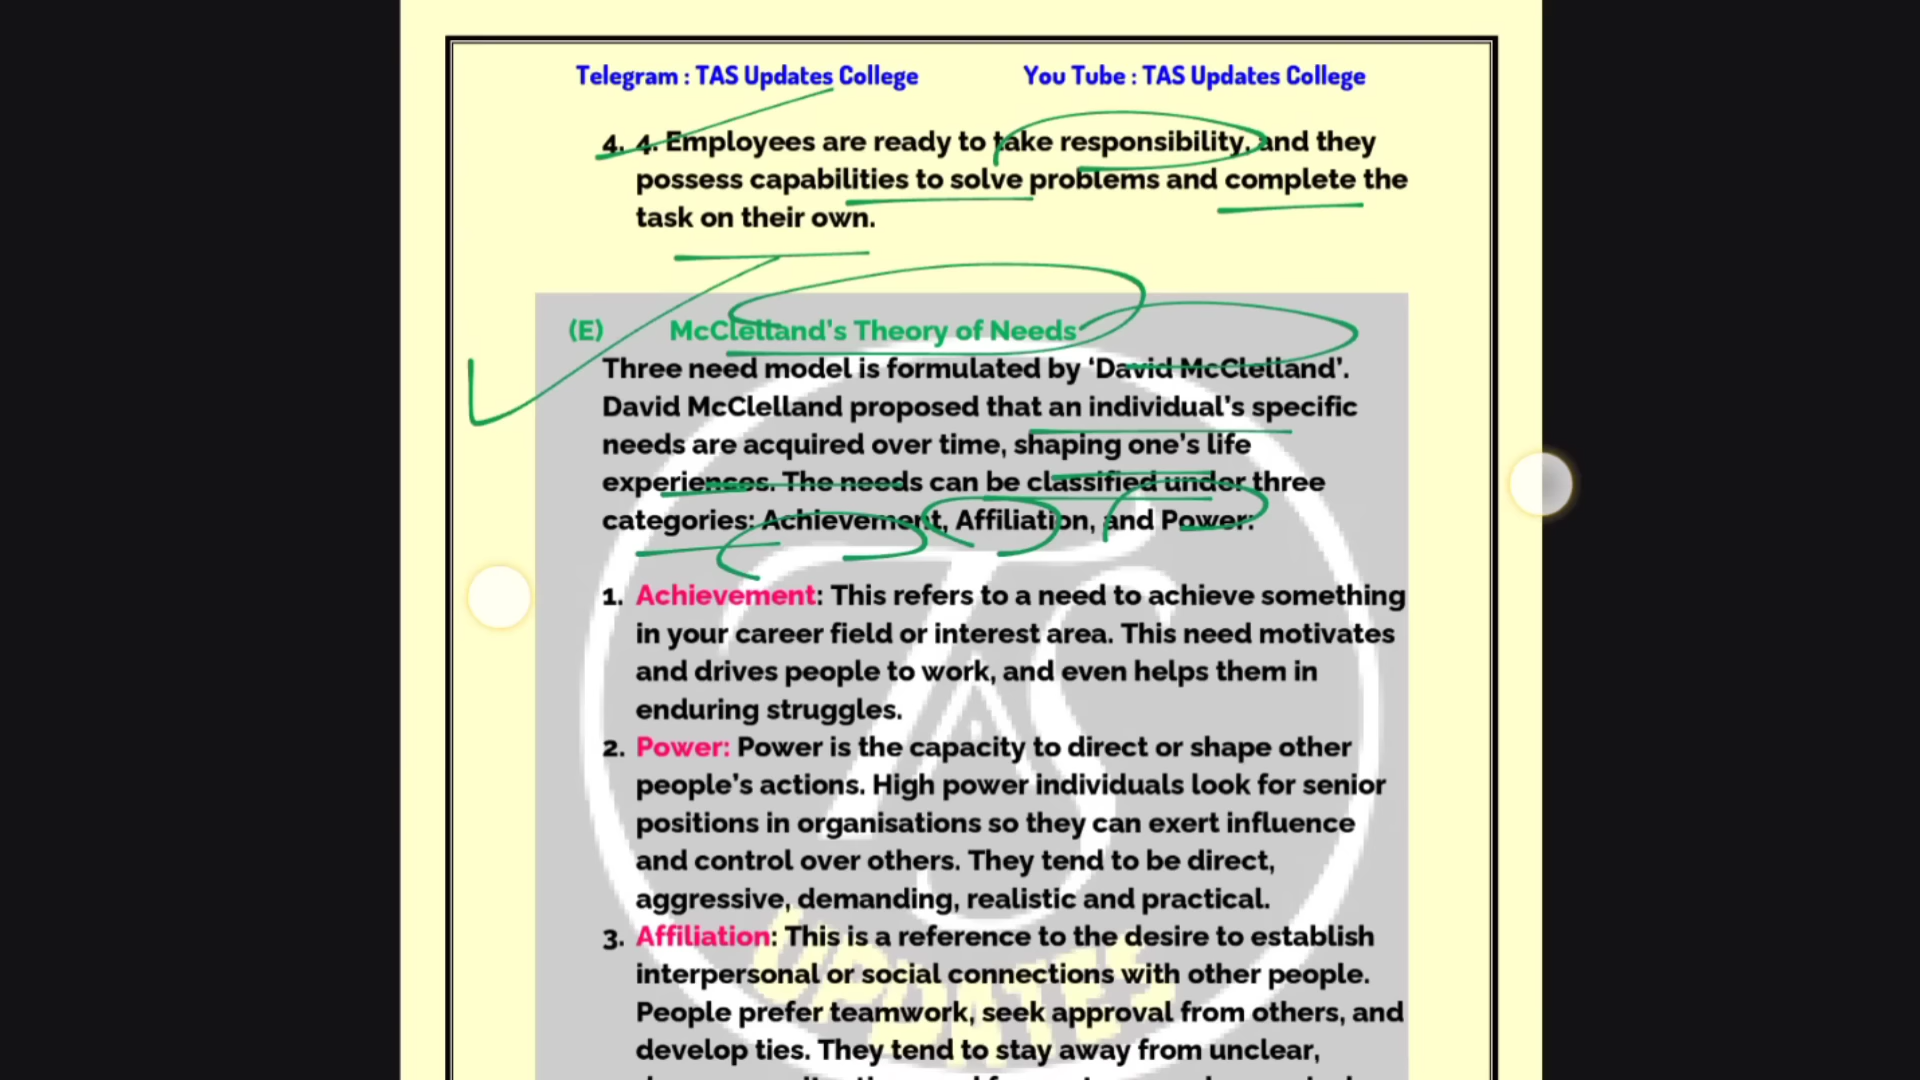 Telegram : TAS Updates College You Tube : TAS Updates College
4. 4. Employees are ready to take responsibility, and they
possess capabilities to solve problems and complete the
task on their own.
(E) McClelland's Theory of Needs
Three need model is formulated by ‘David McClelland’.
David McClelland proposed that an individual's specific
needs are acquired over time, shaping one's life
experiences. The needs can be classified under three
categories: Achievement, Affiliation, and Power:
1. Achievement: This refers to a need to achieve something
in your career field or interest area. This need motivates
and drives people to work, and even helps them in
enduring struggles.
2. Power: Power is the capacity to direct or shape other
people's actions. High power individuals look for senior
positions in organisations so they can exert influence
and control over others. They tend to be direct,
aggressive, demanding, realistic and practical.
3. Affiliation: This is a reference to the desire to establish
interpersonal or social connections with other people.
People prefer teamwork, seek approval from others, and
develop ties. They tend to stay away from unclear,
TAS
UPDATES